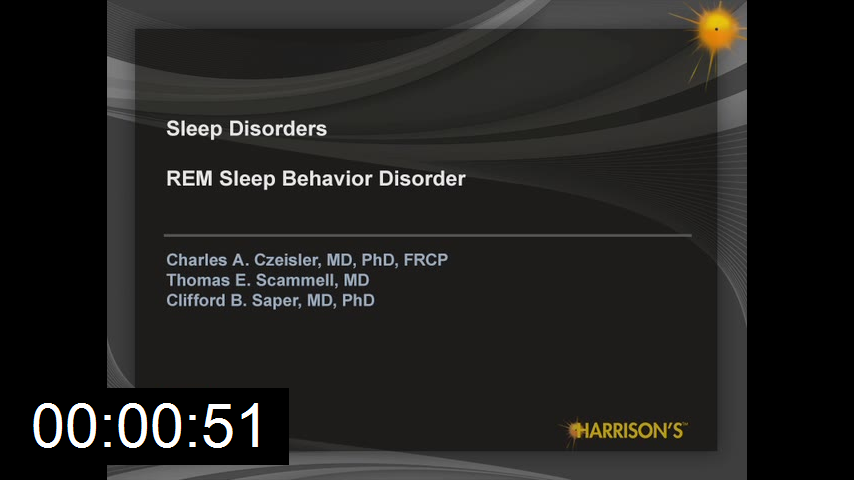 Sleep Disorders
REM Sleep Behavior Disorder
Charles A. Czeisler, MD, PhD, FRCP
Thomas E. Scammell, MD
Clifford B. Saper, MD, PhD
00:00:51
HARRISON'S™